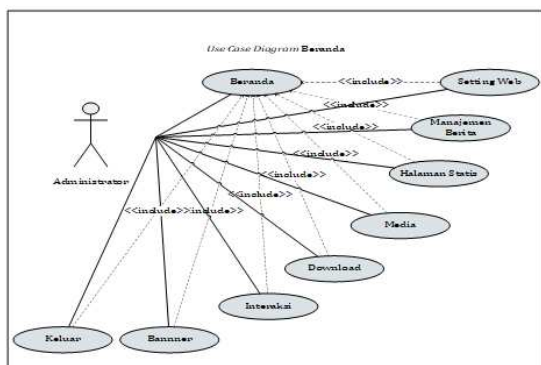 Use Case Diagram Beranda
Beranda
<<include>>
Setting Web
<<include>>
Manajemen
Berita
<<include>>
<<include>>
Halaman Statis
Administrator
<<include>>
<<include>>
<<include>>
<<include>>
Media
Download
Interaksi
Keluar
Bannner